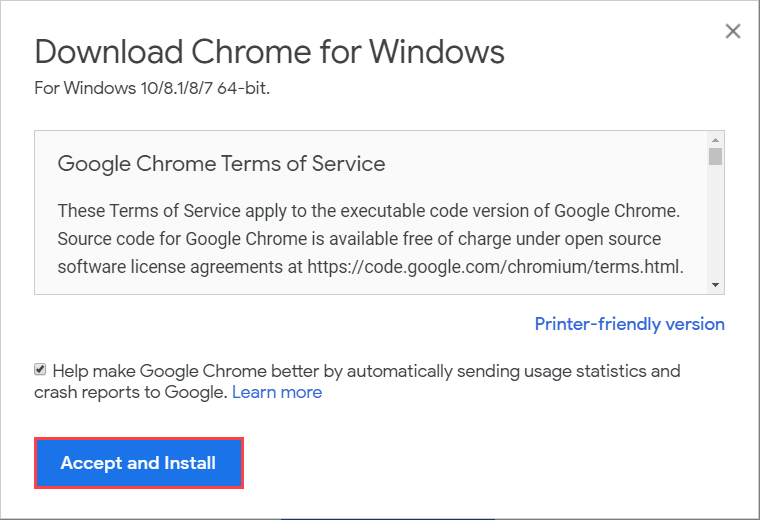 Download Chrome for Windows
For Windows 10/8.1/8/7 64-bit.
Google Chrome Terms of Service
These Terms of Service apply to the executable code version of Google Chrome.
Source code for Google Chrome is available free of charge under open source
software license agreements at https://code.google.com/chromium/terms.html.
Printer-friendly version
Help make Google Chrome better by automatically sending usage statistics and
crash reports to Google. Learn more
Accept and Install